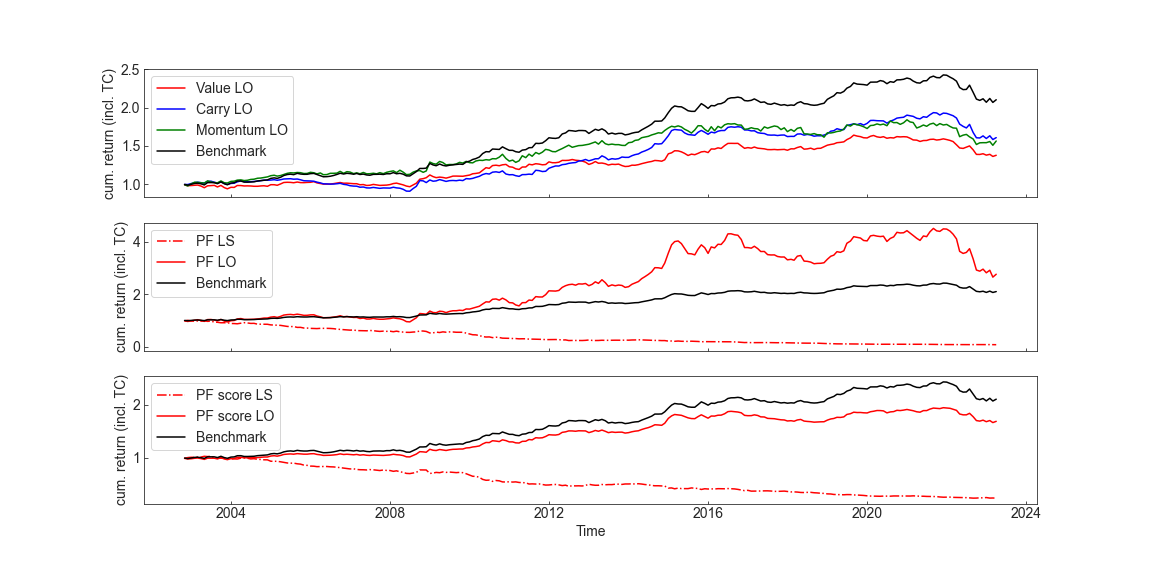 cum. return (incl. TC)
2.5
2.0
1.5
1.0
Value LO
Carry LO
Momentum LO
Benchmark
cum. return (incl. TC)
4
2
0
PF LS
PF LO
Benchmark
cum. return (incl. TC)
2
1
PF score LS
PF score LO
Benchmark
2004 2008 2012 2016 2020 2024
Time